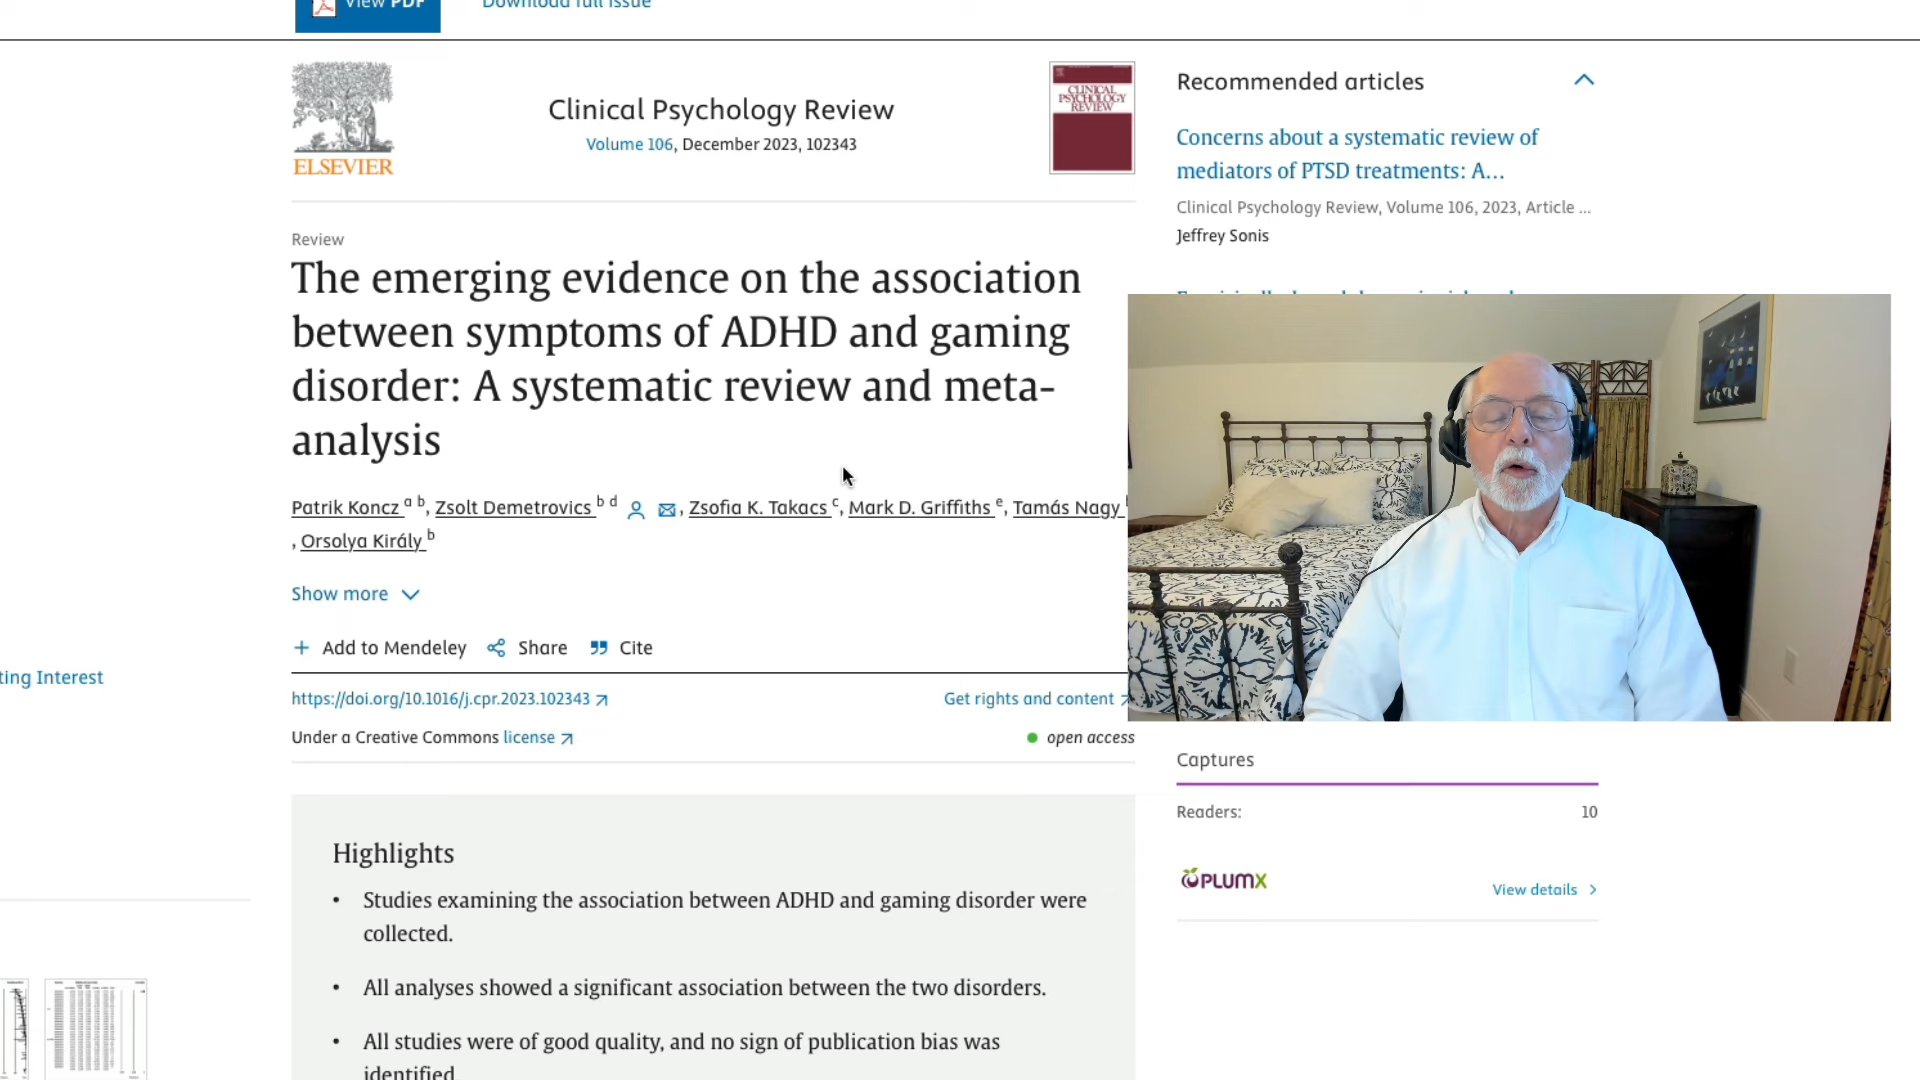 View PDF
Download full issue
ELSEVIER
Clinical Psychology Review
Volume 106, December 2023, 102343
CLINICAL
PSYCHOLOGY
REVIEW
Review
The emerging evidence on the association
between symptoms of ADHD and gaming
disorder: A systematic review and meta-
analysis
Patrik Koncz a b, Zsolt Demetrovics b d, Zsofia K. Takacs c, Mark D. Griffiths e, Tamás Nagy
, Orsolya Király b
Show more
Add to Mendeley Share Cite
https://doi.org/10.1016/j.cpr.2023.102343
Get rights and content
Under a Creative Commons license
open access
Highlights
• Studies examining the association between ADHD and gaming disorder were
collected.
• All analyses showed a significant association between the two disorders.
• All studies were of good quality, and no sign of publication bias was
identified
Recommended articles
Concerns about a systematic review of
mediators of PTSD treatments: A...
Clinical Psychology Review, Volume 106, 2023, Article ...
Jeffrey Sonis
Captures
Readers: 10
PLUMX
View details
ting Interest